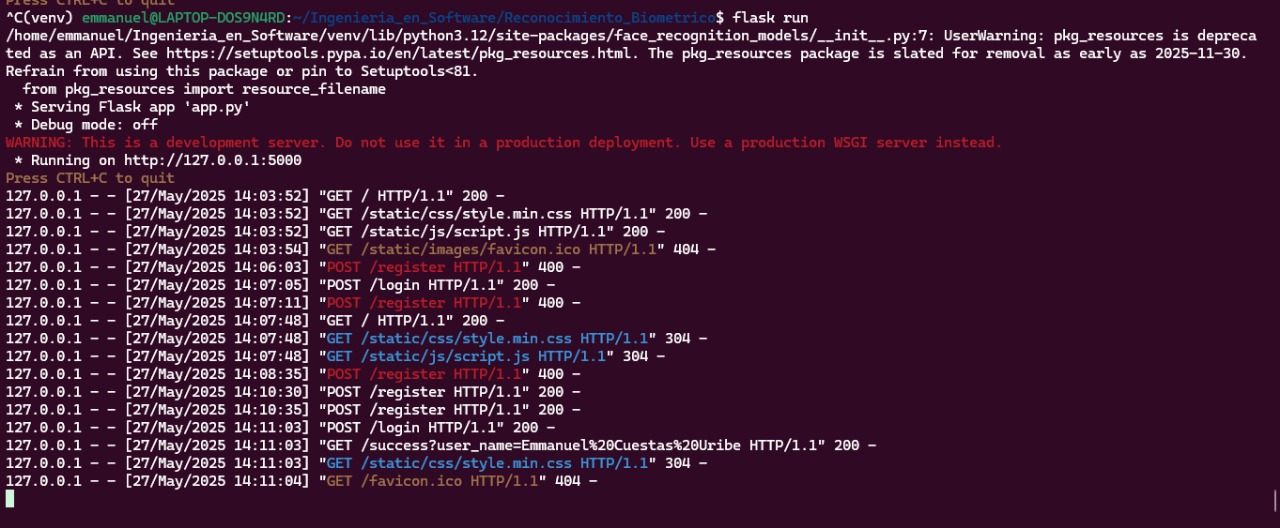 Press CTRL+C to quit
^C(venv) emmanuel@LAPTOP-DOS9N4RD:~/Ingenieria_en_Software/Reconocimiento_Biometrico$ flask run
/home/emmanuel/Ingenieria_en_Software/venv/lib/python3.12/site-packages/face_recognition_models/__init__.py:7: UserWarning: pkg_resources is depreca
ted as an API. See https://setuptools.pypa.io/en/latest/pkg_resources.html. The pkg_resources package is slated for removal as early as 2025-11-30.
Refrain from using this package or pin to Setuptools<81.
  from pkg_resources import resource_filename
 * Serving Flask app 'app.py'
 * Debug mode: off
WARNING: This is a development server. Do not use it in a production deployment. Use a production WSGI server instead.
 * Running on http://127.0.0.1:5000
Press CTRL+C to quit
127.0.0.1 - - [27/May/2025 14:03:52] "GET / HTTP/1.1" 200 -
127.0.0.1 - - [27/May/2025 14:03:52] "GET /static/css/style.min.css HTTP/1.1" 200 -
127.0.0.1 - - [27/May/2025 14:03:52] "GET /static/js/script.js HTTP/1.1" 200 -
127.0.0.1 - - [27/May/2025 14:03:54] "GET /static/images/favicon.ico HTTP/1.1" 404 -
127.0.0.1 - - [27/May/2025 14:06:03] "POST /register HTTP/1.1" 400 -
127.0.0.1 - - [27/May/2025 14:07:05] "POST /login HTTP/1.1" 200 -
127.0.0.1 - - [27/May/2025 14:07:11] "POST /register HTTP/1.1" 400 -
127.0.0.1 - - [27/May/2025 14:07:48] "GET / HTTP/1.1" 200 -
127.0.0.1 - - [27/May/2025 14:07:48] "GET /static/css/style.min.css HTTP/1.1" 304 -
127.0.0.1 - - [27/May/2025 14:07:48] "GET /static/js/script.js HTTP/1.1" 304 -
127.0.0.1 - - [27/May/2025 14:08:35] "POST /register HTTP/1.1" 400 -
127.0.0.1 - - [27/May/2025 14:10:30] "POST /register HTTP/1.1" 200 -
127.0.0.1 - - [27/May/2025 14:10:35] "POST /register HTTP/1.1" 200 -
127.0.0.1 - - [27/May/2025 14:11:03] "POST /login HTTP/1.1" 200 -
127.0.0.1 - - [27/May/2025 14:11:03] "GET /success?user_name=Emmanuel%20Cuestas%20Uribe HTTP/1.1" 200 -
127.0.0.1 - - [27/May/2025 14:11:03] "GET /static/css/style.min.css HTTP/1.1" 304 -
127.0.0.1 - - [27/May/2025 14:11:04] "GET /favicon.ico HTTP/1.1" 404 -